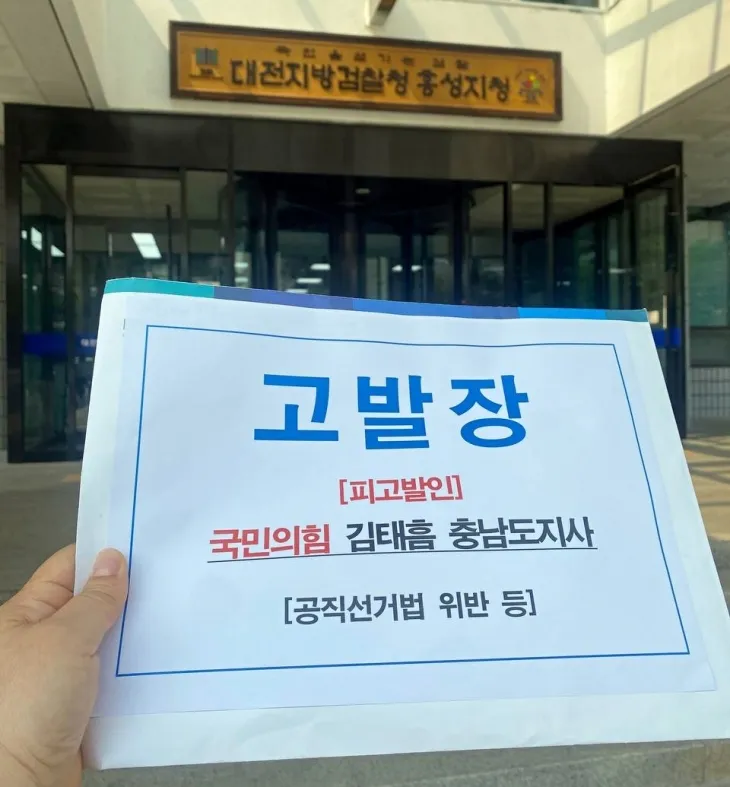 대전지방검찰청 홍성지청
고발장
[피고발인]
국민의힘 김태흠 충남도지사
[공직선거법 위반 등]